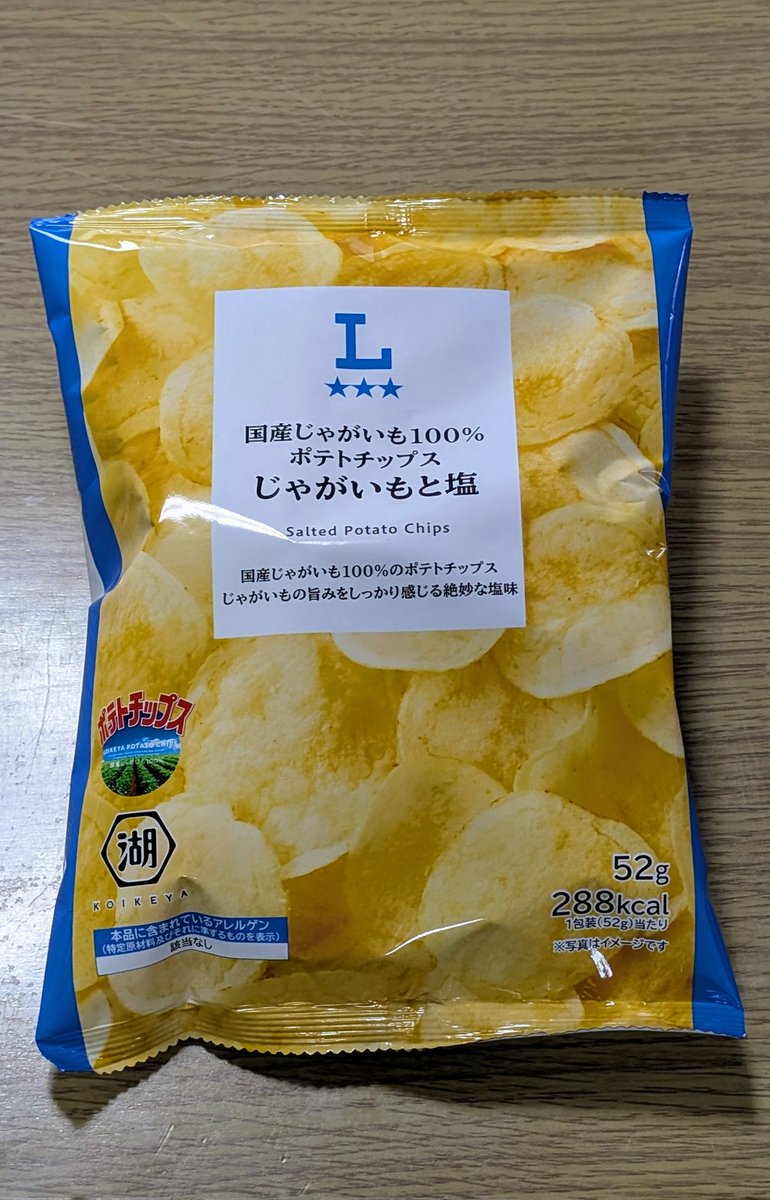 L
★★★
国産じゃがいも100%
ポテトチップス
じゃがいもと塩
Salted Potato Chips
国産じゃがいも100%のポテトチップス
じゃがいもの旨みをしっかり感じる絶妙な塩味
ポテトチップス
KOIKEYA POTATO CHIPS
湖
KOIKEYA
本品に含まれているアレルゲン
(特定原材料及びそれに準ずるものを表示)
該当なし
52g
288kcal
1包装(52g)当たり
※写真はイメージです